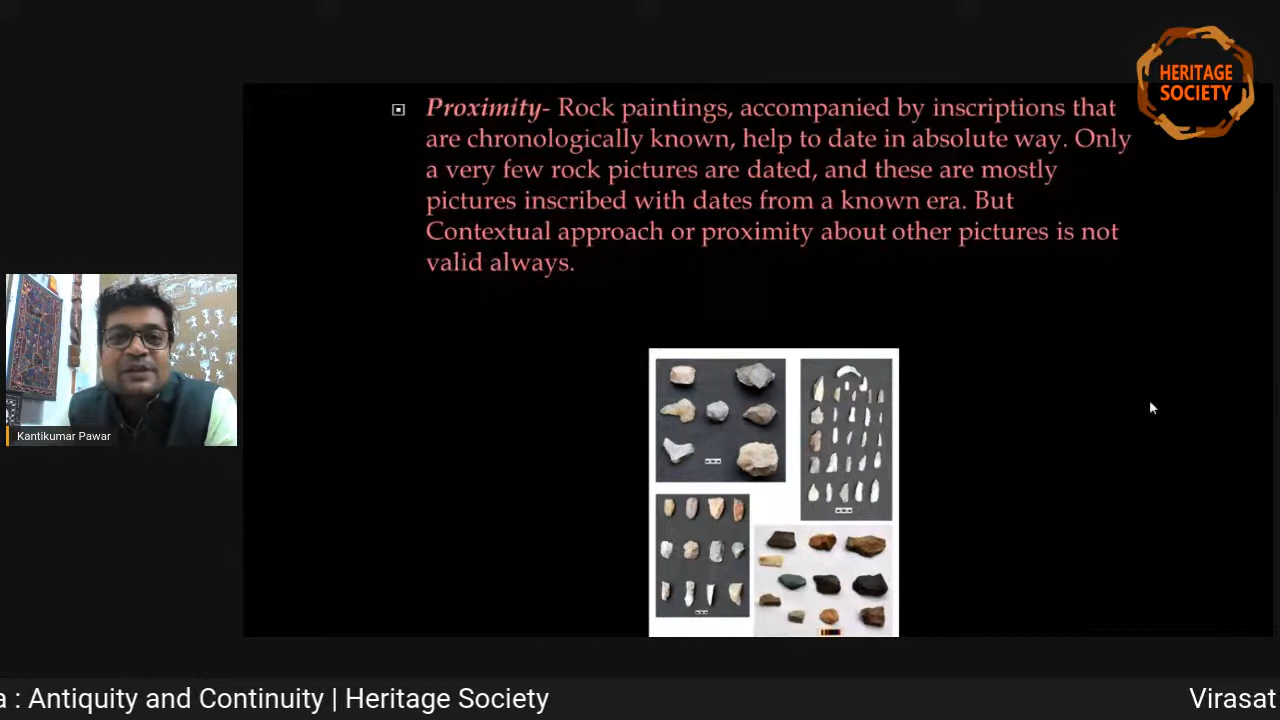 HERITAGE
SOCIETY
Proximity- Rock paintings, accompanied by inscriptions that
are chronologically known, help to date in absolute way. Only
a very few rock pictures are dated, and these are mostly
pictures inscribed with dates from a known era. But
Contextual approach or proximity about other pictures is not
valid always.
Kantikumar Pawar
a : Antiquity and Continuity | Heritage Society
Virasat